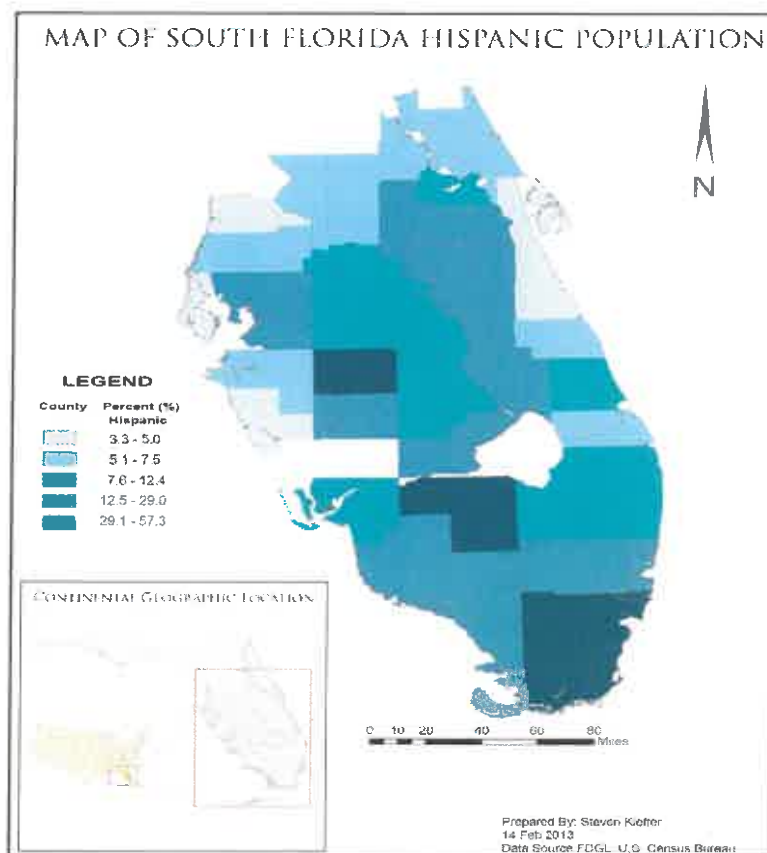 MAP OF SOUTH FLORIDA HISPANIC POPULATION
N
LEGEND
County Percent (%)
Hispanic
3.3 - 5.0
5.1 - 7.5
7.6 - 12.4
12.5 - 29.0
29.1 - 57.3
CONTINENTAL GEOGRAPHIC LOCATION
0 10 20 40 60 80
Miles
Prepared By: Steven Kieffer
14 Feb 2013
Data Source FDGL, U.S. Census Bureau